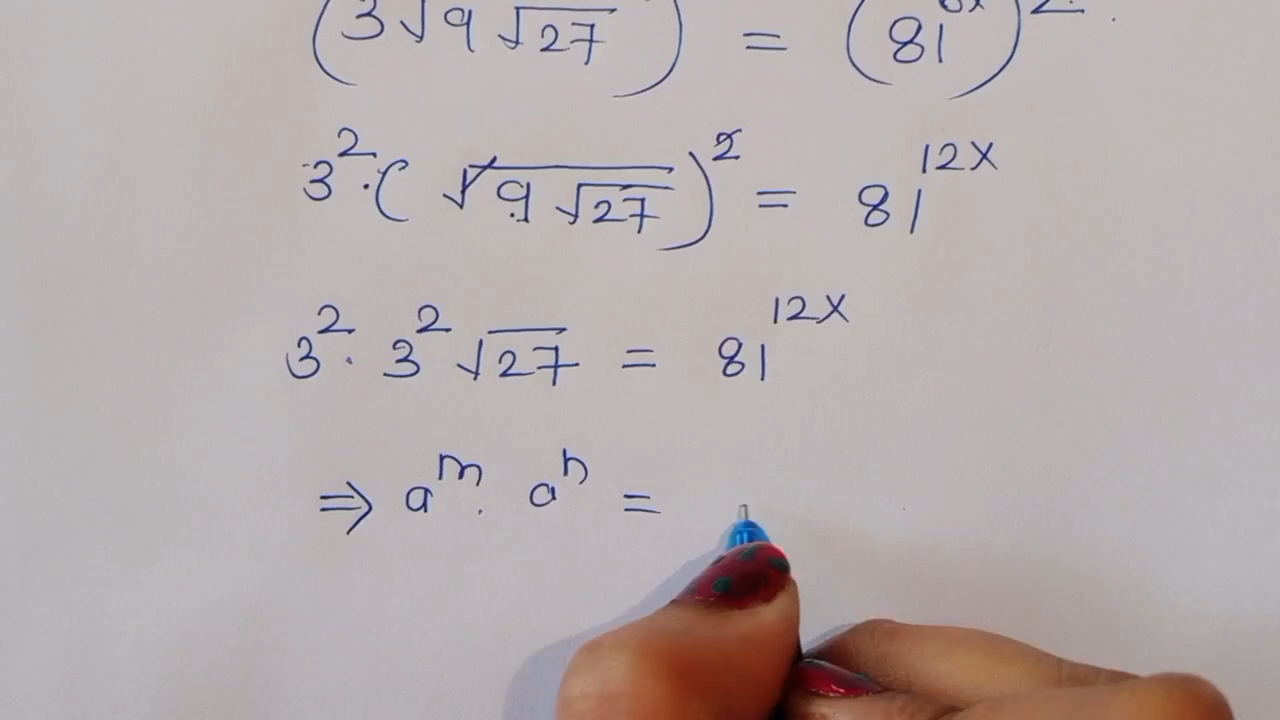 (3√9√27) = (81^6x)^2.
3^2·(√9√27)^2 = 81^12x
3^2·3^2√27 = 81^12x
⇒ a^m. a^n =